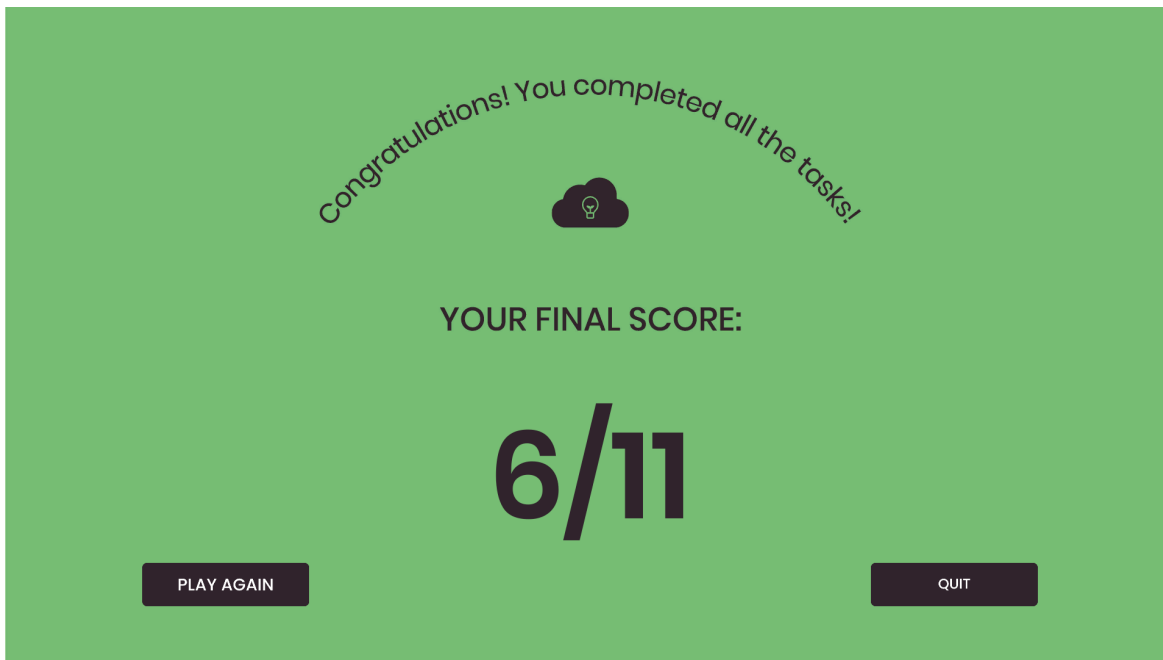 Congratulations! You completed all the tasks!
YOUR FINAL SCORE:
6/11
PLAY AGAIN
QUIT